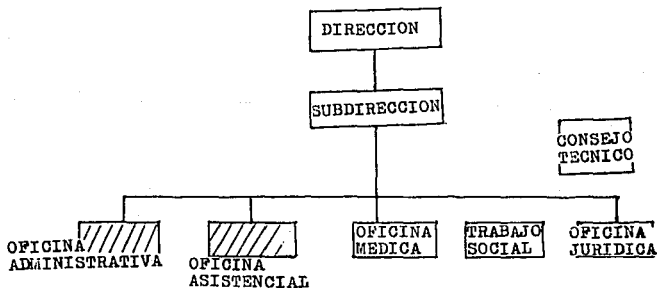 DIRECCION
SUBDIRECCION
CONSEJO
TECNICO
OFICINA
ADMINISTRATIVA
OFICINA
ASISTENCIAL
OFICINA
MEDICA
TRABAJO
SOCIAL
OFICINA
JURIDICA